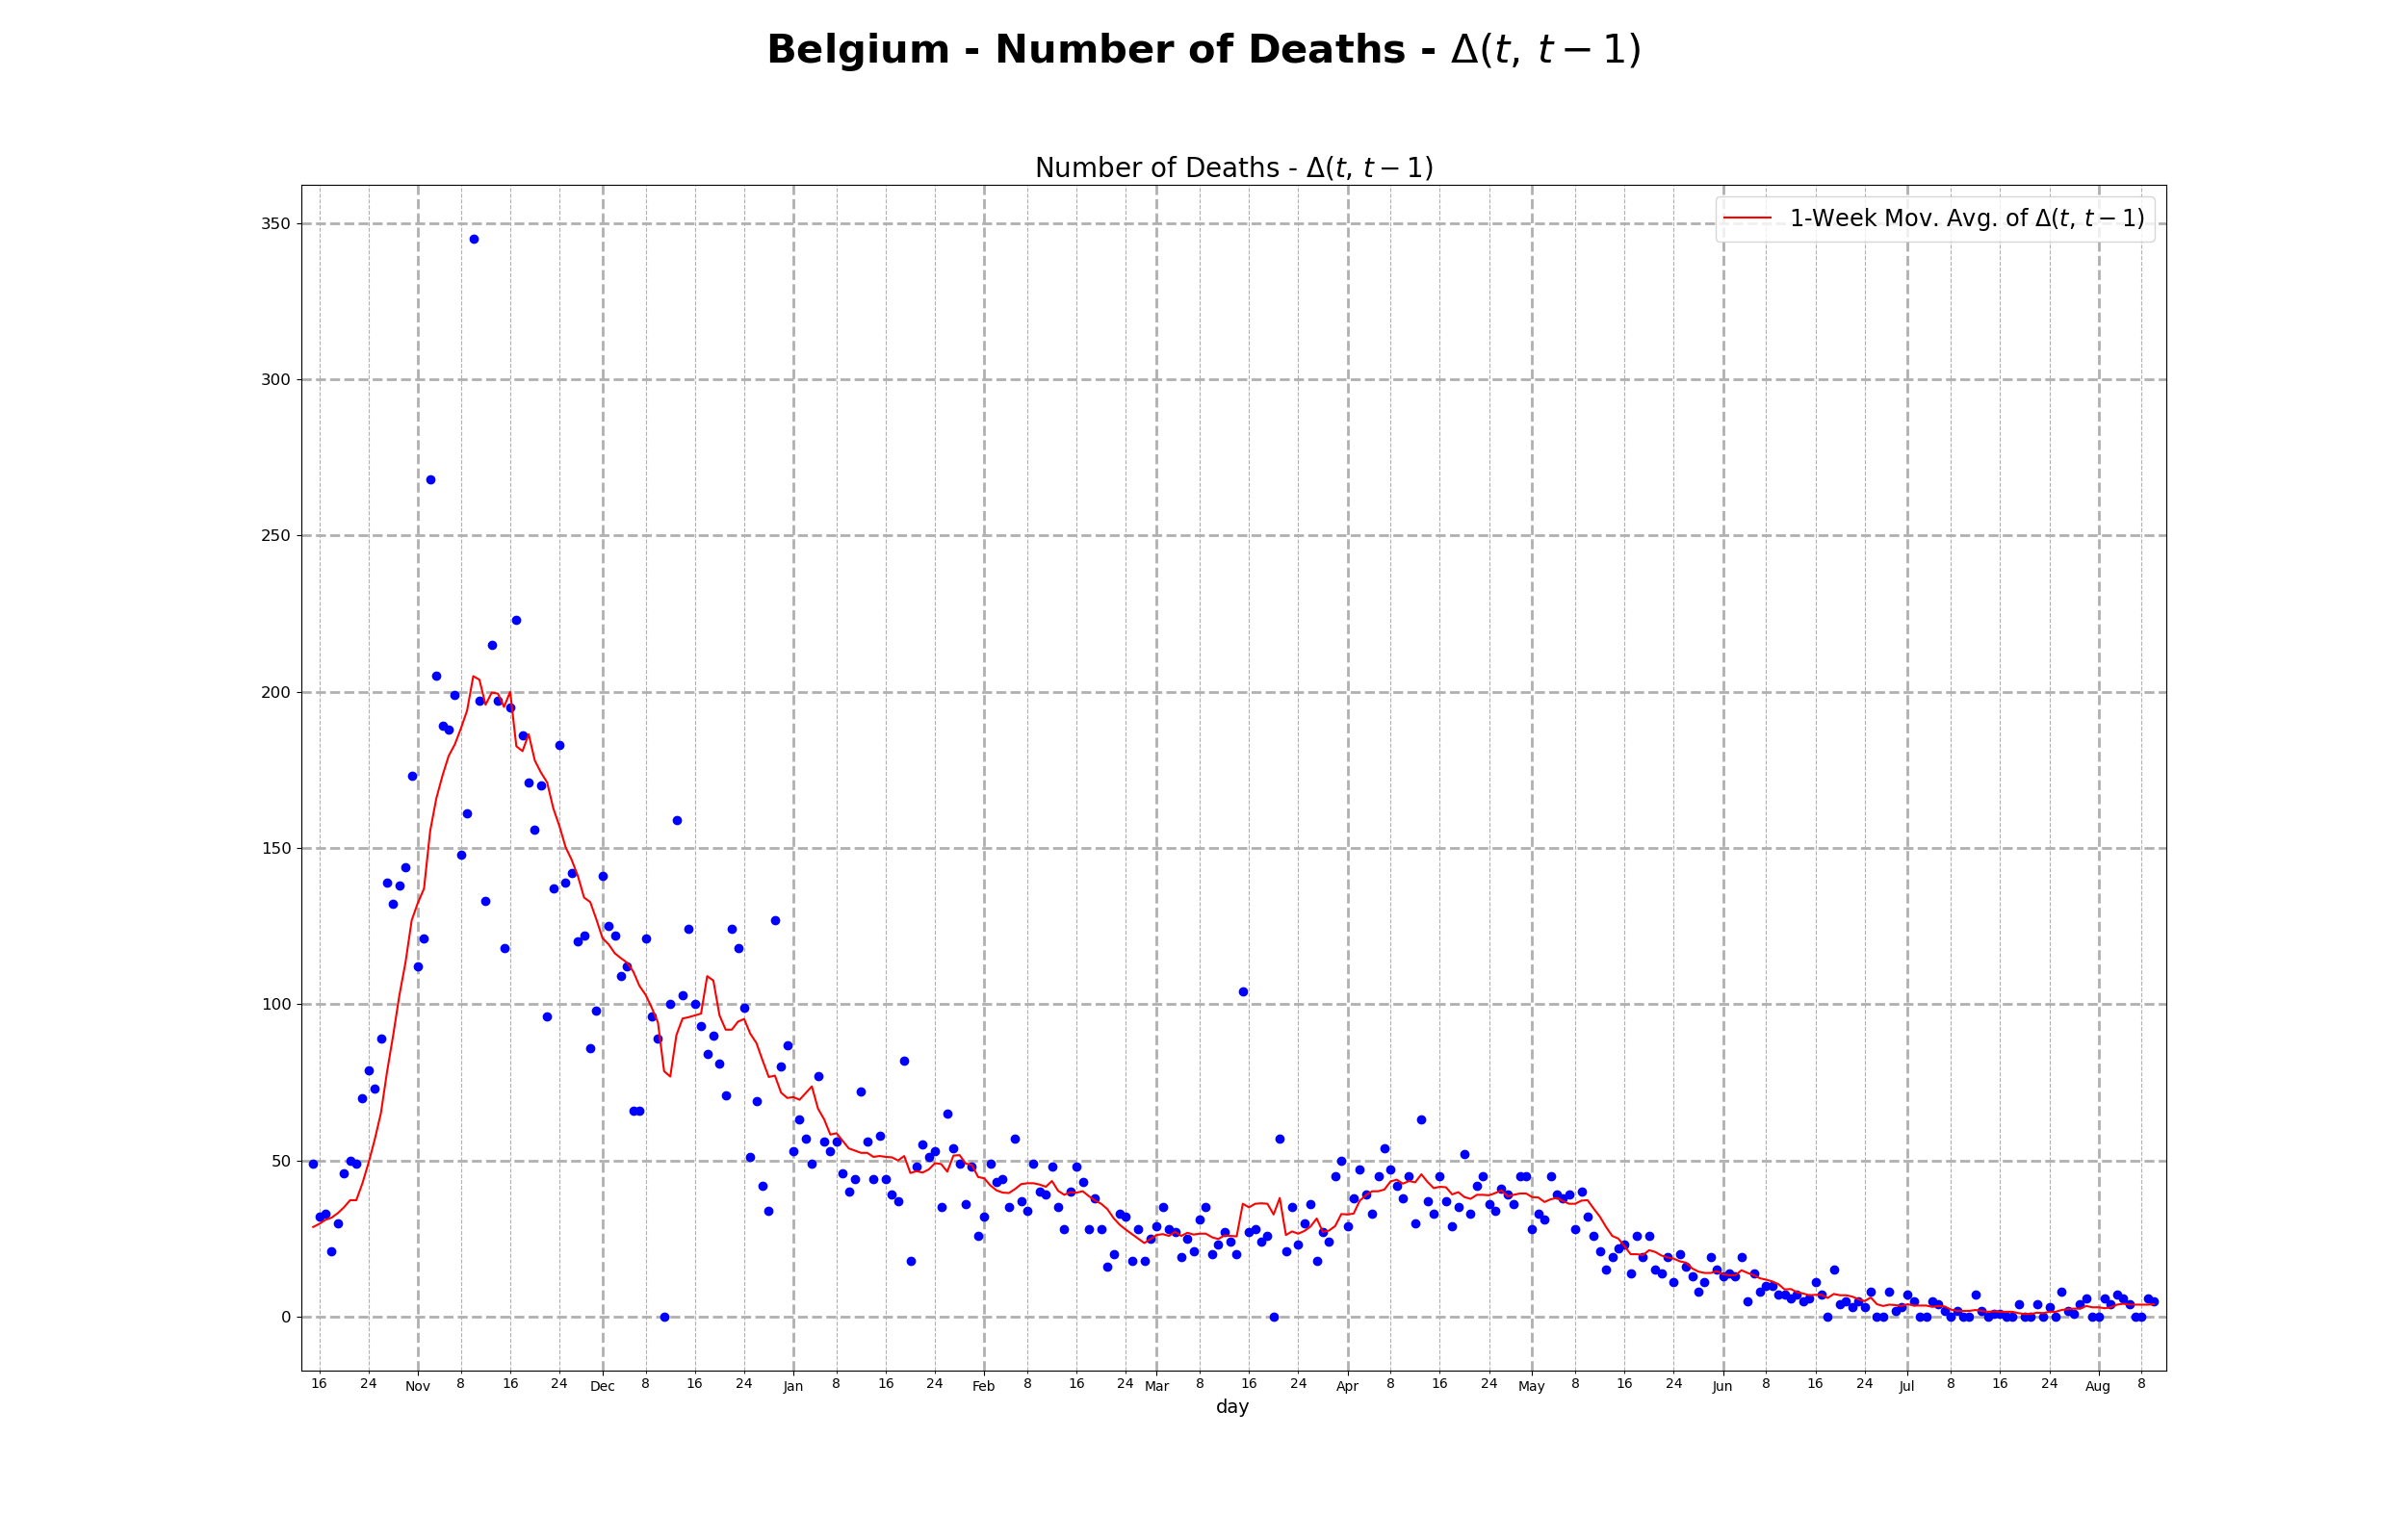 Belgium - Number of Deaths - Δ(t, t − 1)
Number of Deaths - Δ(t, t − 1)
1-Week Mov. Avg. of Δ(t, t − 1)
350
300
250
200
150
100
50
0
16 24 Nov 8 16 24 Dec 8 16 24 Jan 8 16 24 Feb 8 16 24 Mar 8 16 24 Apr 8 16 24 May 8 16 24 Jun 8 16 24 Jul 8 16 24 Aug 8
day